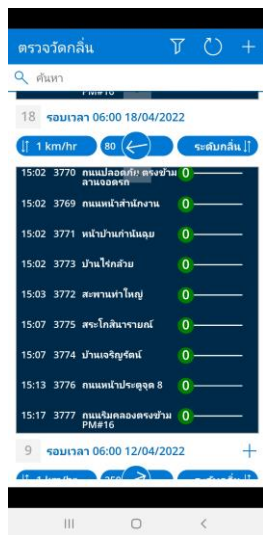 ตรวจวัดกลิ่น
ค้นหา
PM#16
18 รอบเวลา 06:00 18/04/2022
1 km/hr 80 ระดับกลิ่น
15:02 3770 ถนนปลอดภัย ตรงข้าม 0
ลานจอดรถ
15:02 3769 ถนนหน้าสำนักงาน 0
15:02 3771 หน้าบ้านกำนันฉุย 0
15:02 3773 บ้านไร่กล้วย 0
15:03 3772 สะพานท่าใหญ่ 0
15:07 3775 สระโกสินารายณ์ 0
15:07 3774 บ้านเจริญรัตน์ 0
15:13 3776 ถนนหน้าประตูจุด 8 0
15:17 3777 ถนนริมคลองตรงข้าม 0
PM#16
9 รอบเวลา 06:00 12/04/2022